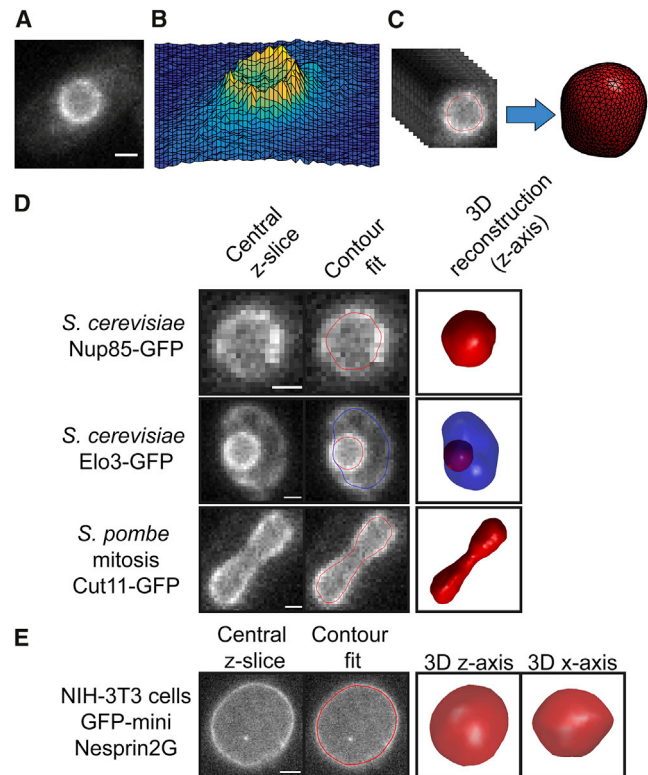 A
B
C
D
Central
z-slice
Contour
fit
3D
reconstruction
(z-axis)
S. cerevisiae
Nup85-GFP
S. cerevisiae
Elo3-GFP
S. pombe
mitosis
Cut11-GFP
E
Central
z-slice
Contour
fit
3D z-axis
3D x-axis
NIH-3T3 cells
GFP-mini
Nesprin2G